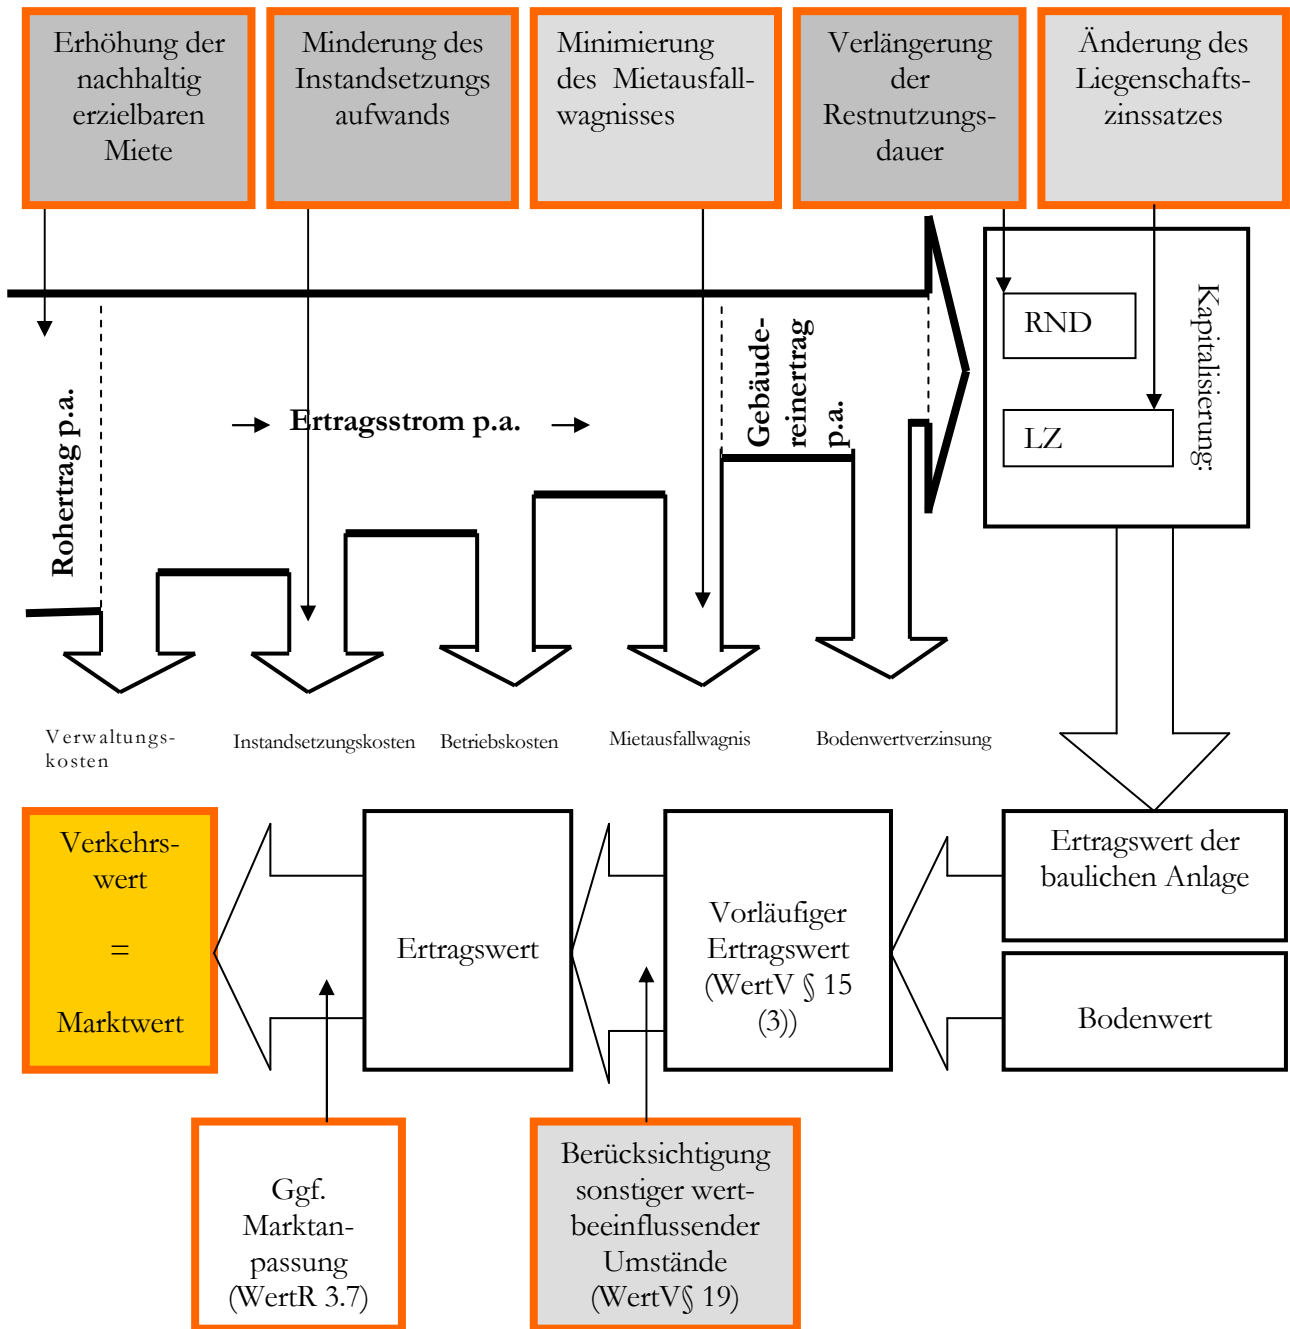 Erhöhung der
nachhaltig
erzielbaren
Miete
Minderung des
Instandsetzungs
aufwands
Minimierung
des Mietausfall-
wagnisses
Verlängerung
der
Restnutzungs-
dauer
Änderung des
Liegenschafts-
zinssatzes
Rohertrag p.a.
Ertragsstrom p.a.
Gebäude-
reinertrag
p.a.
RND
LZ
Kapitalisierung:
Verwaltungs-
kosten
Instandsetzungskosten
Betriebskosten
Mietausfallwagnis
Bodenwertverzinsung
Verkehrs-
wert
=
Marktwert
Ertragswert
Vorläufiger
Ertragswert
(WertV § 15
(3))
Ertragswert der
baulichen Anlage
Bodenwert
Ggf.
Marktan-
passung
(WertR 3.7)
Berücksichtigung
sonstiger wert-
beeinflussender
Umstände
(WertV§ 19)